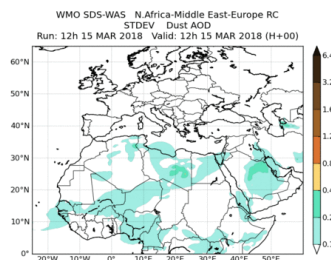 WMO SDS-WAS N.Africa-Middle East-Europe RC
STDEV Dust AOD
Run: 12h 15 MAR 2018 Valid: 12h 15 MAR 2018 (H+00)
60°N
50°N
40°N
30°N
20°N
10°N
0°
20°W
10°W
0°
10°E
20°E
30°E
40°E
50°E
6.4
3.2
1.6
1.2
0.8
0.4
0.2